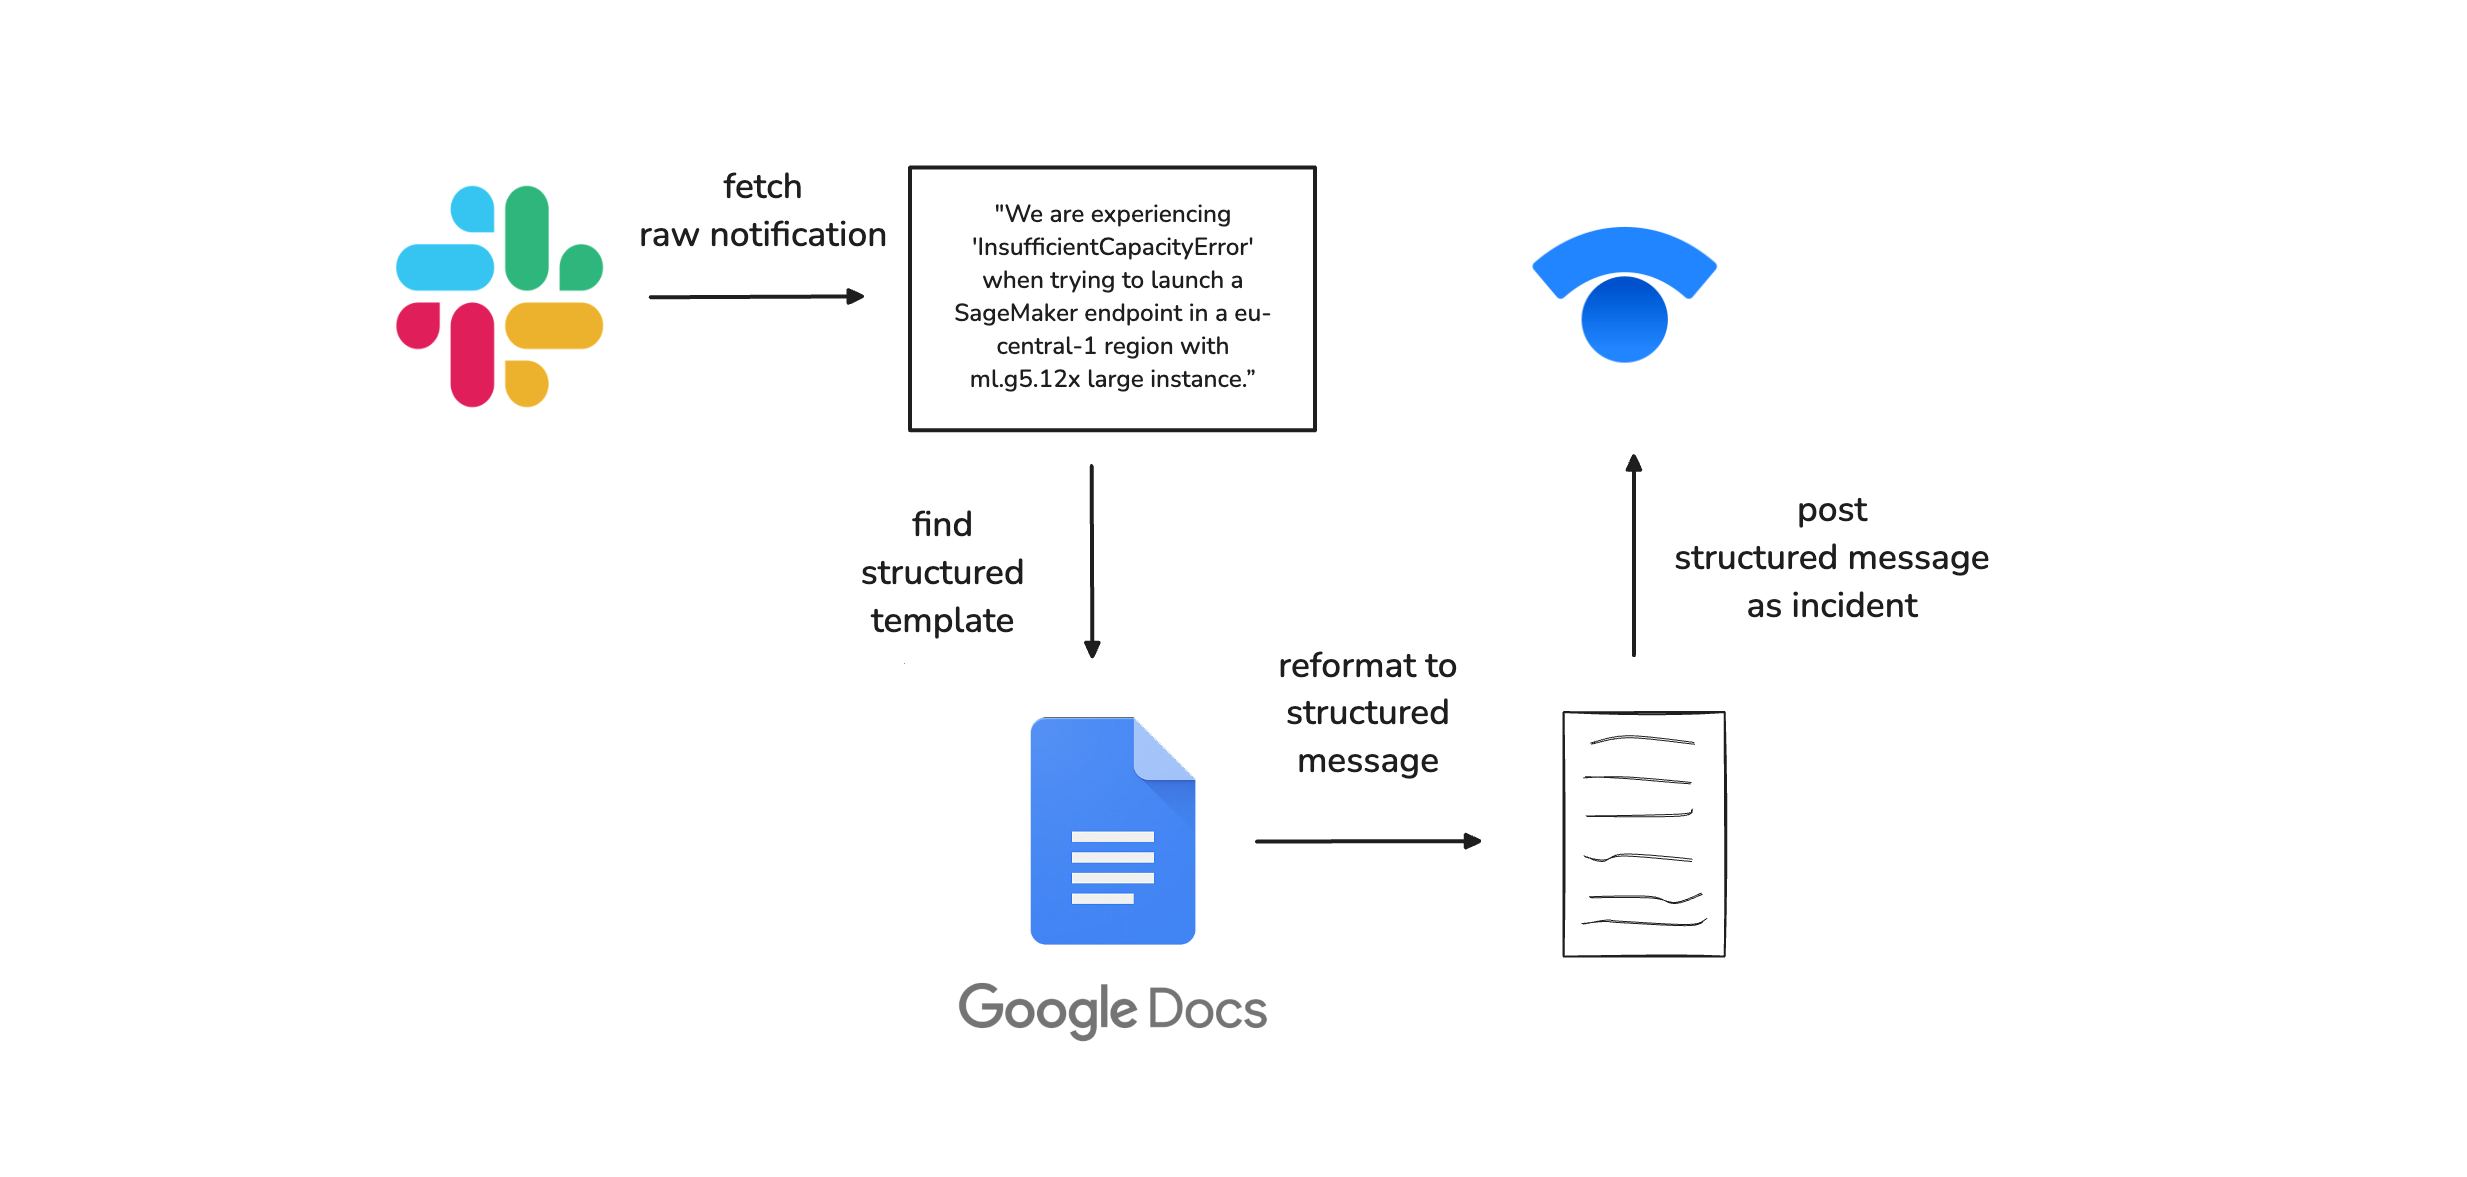 fetch
raw notification
"We are experiencing
'InsufficientCapacityError'
when trying to launch a
SageMaker endpoint in a eu-
central-1 region with
ml.g5.12x large instance.”
find
structured
template
post
structured message
as incident
reformat to
structured
message
Google Docs